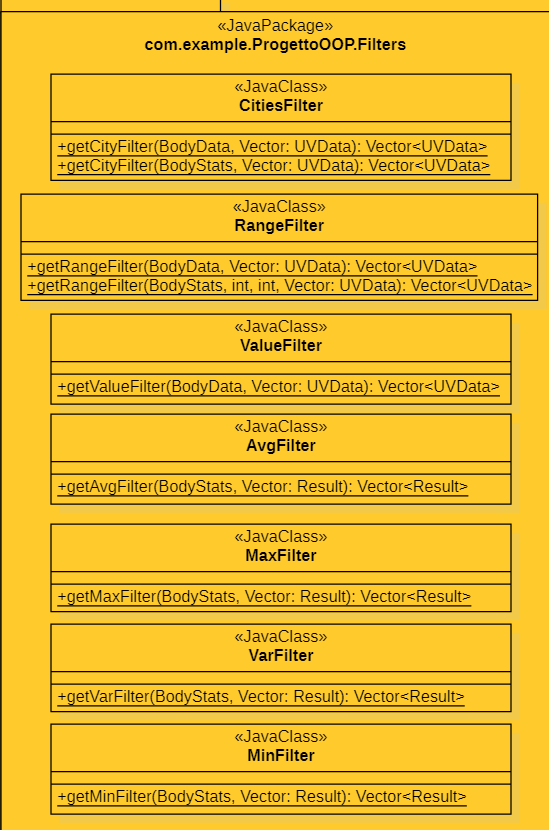 «JavaPackage»
com.example.ProgettoOOP.Filters
«JavaClass»
CitiesFilter
+getCityFilter(BodyData, Vector: UVData): Vector<UVData>
+getCityFilter(BodyStats, Vector: UVData): Vector<UVData>
«JavaClass»
RangeFilter
+getRangeFilter(BodyData, Vector: UVData): Vector<UVData>
+getRangeFilter(BodyStats, int, int, Vector: UVData): Vector<UVData>
«JavaClass»
ValueFilter
+getValueFilter(BodyData, Vector: UVData): Vector<UVData>
«JavaClass»
AvgFilter
+getAvgFilter(BodyStats, Vector: Result): Vector<Result>
«JavaClass»
MaxFilter
+getMaxFilter(BodyStats, Vector: Result): Vector<Result>
«JavaClass»
VarFilter
+getVarFilter(BodyStats, Vector: Result): Vector<Result>
«JavaClass»
MinFilter
+getMinFilter(BodyStats, Vector: Result): Vector<Result>